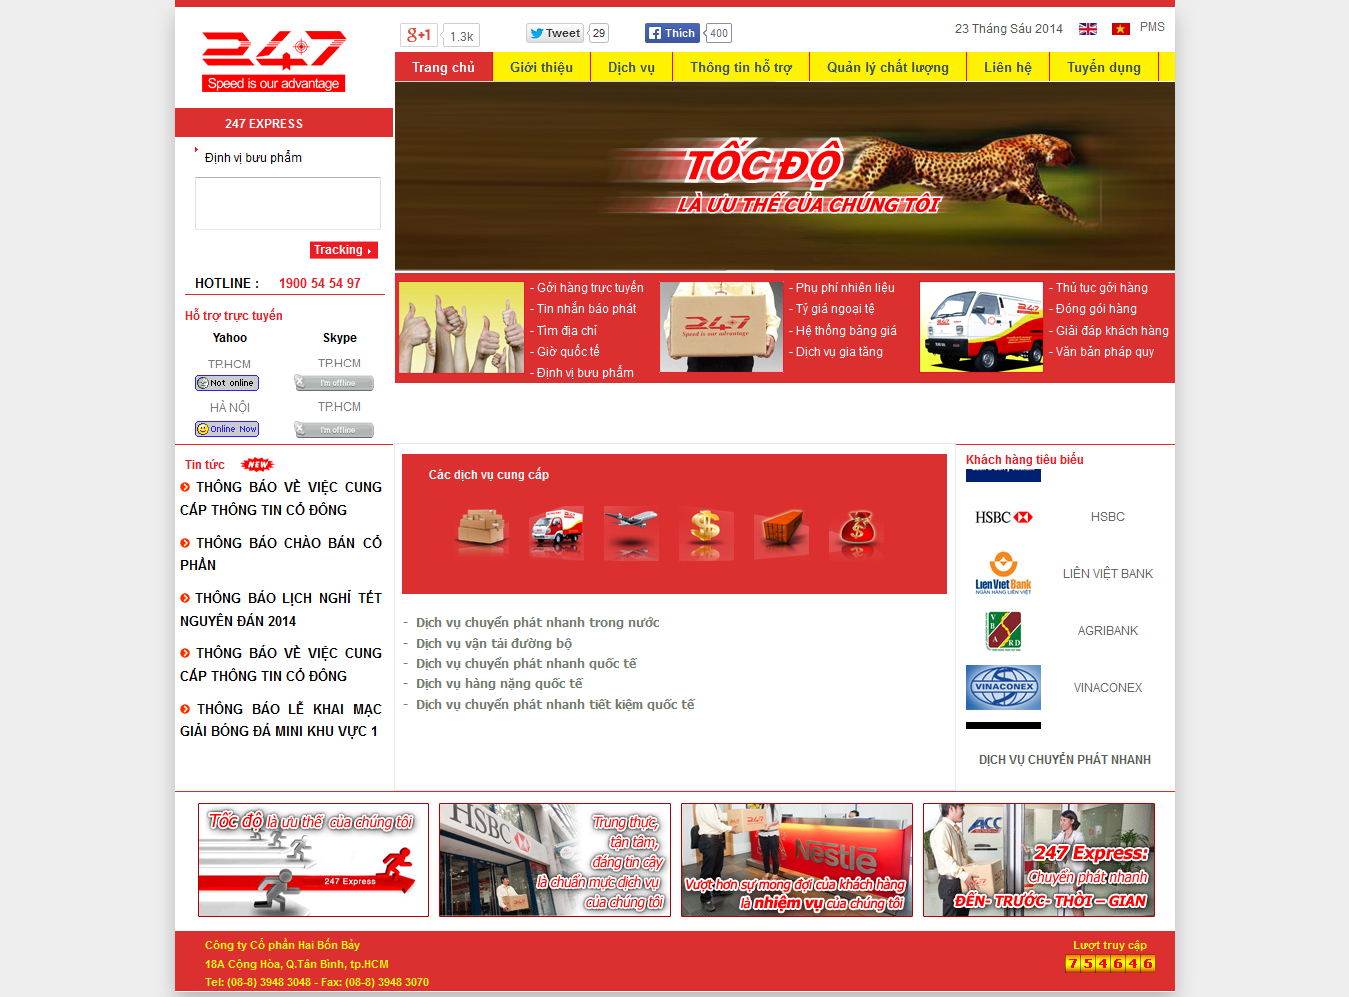 247
Speed is our advantage
g+1
1.3k
Tweet
29
Thích
400
23 Tháng Sáu 2014
PMS
Trang chủ
Giới thiệu
Dịch vụ
Thông tin hỗ trợ
Quản lý chất lượng
Liên hệ
Tuyển dụng
247 EXPRESS
Định vị bưu phẩm
Tracking
HOTLINE : 1900 54 54 97
Hỗ trợ trực tuyến
Yahoo
Skype
TP.HCM
TP.HCM
Not online
I'm offline
HÀ NỘI
TP.HCM
Online Now
I'm offline
TỐC ĐỘ
LÀ ƯU THẾ CỦA CHÚNG TÔI
- Gởi hàng trực tuyến
- Tin nhắn báo phát
- Tìm địa chỉ
- Giờ quốc tế
- Định vị bưu phẩm
247
Speed is our advantage
- Phụ phí nhiên liệu
- Tỷ giá ngoại tệ
- Hệ thống bảng giá
- Dịch vụ gia tăng
247
- Thủ tục gởi hàng
- Đóng gói hàng
- Giải đáp khách hàng
- Văn bản pháp quy
Tin tức
NEW
THÔNG BÁO VỀ VIỆC CUNG
CẤP THÔNG TIN CỔ ĐÔNG
THÔNG BÁO CHÀO BÁN CỔ
PHẦN
THÔNG BÁO LỊCH NGHỈ TẾT
NGUYÊN ĐÁN 2014
THÔNG BÁO VỀ VIỆC CUNG
CẤP THÔNG TIN CỔ ĐÔNG
THÔNG BÁO LỄ KHAI MẠC
GIẢI BÓNG ĐÁ MINI KHU VỰC 1
Các dịch vụ cung cấp
- Dịch vụ chuyển phát nhanh trong nước
- Dịch vụ vận tải đường bộ
- Dịch vụ chuyển phát nhanh quốc tế
- Dịch vụ hàng nặng quốc tế
- Dịch vụ chuyển phát nhanh tiết kiệm quốc tế
Khách hàng tiêu biểu
HSBC
HSBC
LienVietBank
NGÂN HÀNG LIÊN VIỆT
LIÊN VIỆT BANK
VBARD
AGRIBANK
VINACONEX
VINACONEX
DỊCH VỤ CHUYỂN PHÁT NHANH
Tốc độ là ưu thế của chúng tôi
247 Express
HSBC
Trung thực,
tận tâm,
đáng tin cậy
là chuẩn mực dịch vụ
của chúng tôi
Nestlé
Vượt hơn sự mong đợi của khách hàng
là nhiệm vụ của chúng tôi
ACC
247 Express:
Chuyển phát nhanh
ĐẾN- TRƯỚC- THỜI – GIAN
Công ty Cổ phần Hai Bốn Bảy
18A Cộng Hòa, Q.Tân Bình, tp.HCM
Tel: (08-8) 3948 3048 - Fax: (08-8) 3948 3070
Lượt truy cập
754646